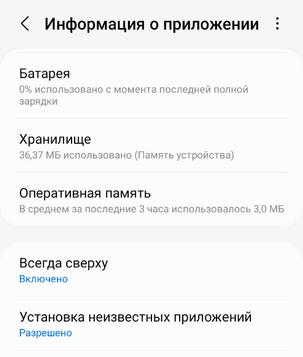 Информация о приложении
Батарея
0% использовано с момента последней полной
зарядки
Хранилище
36,37 МБ использовано (Память устройства)
Оперативная память
В среднем за последние 3 часа использовалось 3,0 МБ
Всегда сверху
Включено
Установка неизвестных приложений
Разрешено